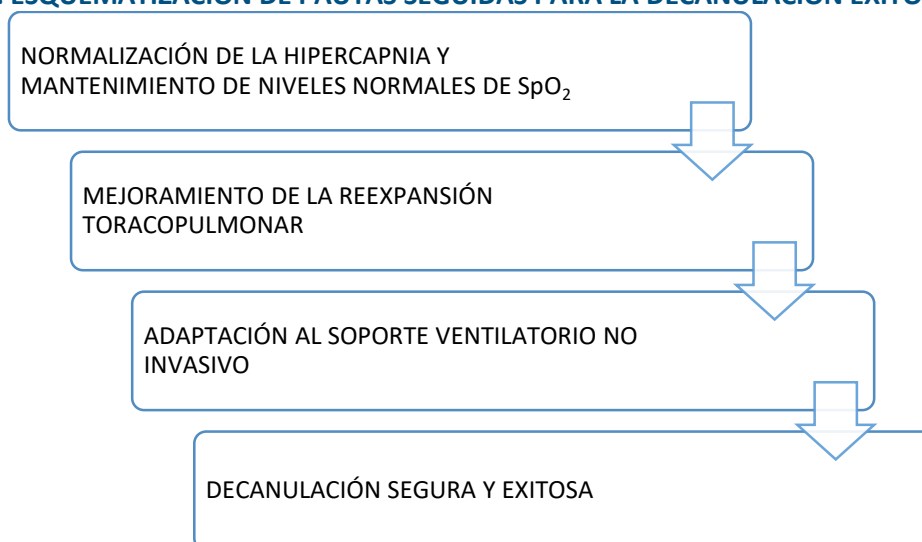 ESQUEMATIZACIÓN DE PAUTAS SEGUIDAS PARA LA DECANULACIÓN
NORMALIZACIÓN DE LA HIPERCAPNIA Y
MANTENIMIENTO DE NIVELES NORMALES DE SpO₂
MEJORAMIENTO DE LA REEXPANSIÓN
TORACOPULMONAR
ADAPTACIÓN AL SOPORTE VENTILATORIO NO
INVASIVO
DECANULACIÓN SEGURA Y EXITOSA